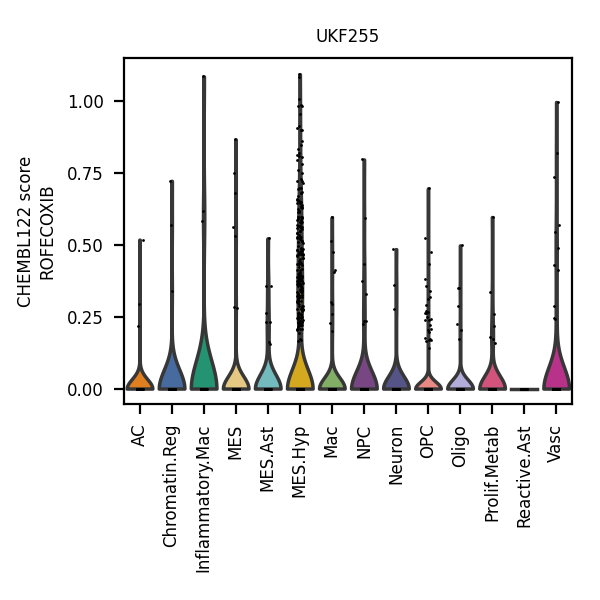 UKF255
CHEMBL122 score
ROFECOXIB
1.00
0.75
0.50
0.25
0.00
AC
Chromatin.Reg
Inflammatory.Mac
MES
MES.Ast
MES.Hyp
Mac
NPC
Neuron
OPC
Oligo
Prolif.Metab
Reactive.Ast
Vasc